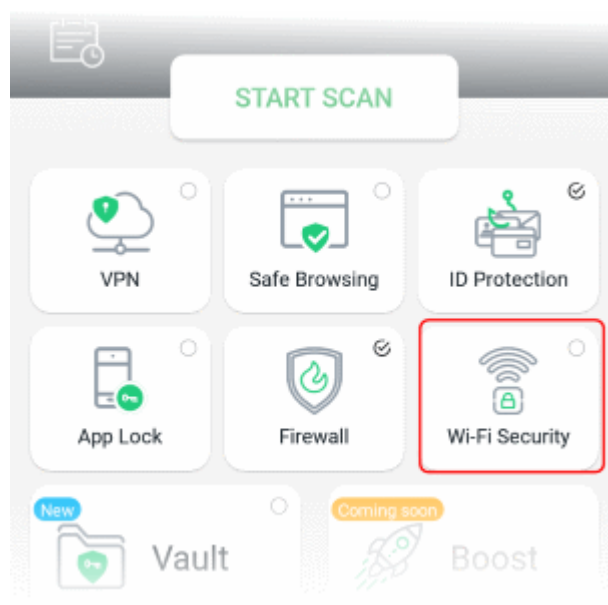 START SCAN
VPN
Safe Browsing
ID Protection
App Lock
Firewall
Wi-Fi Security
New
Vault
Coming soon
Boost